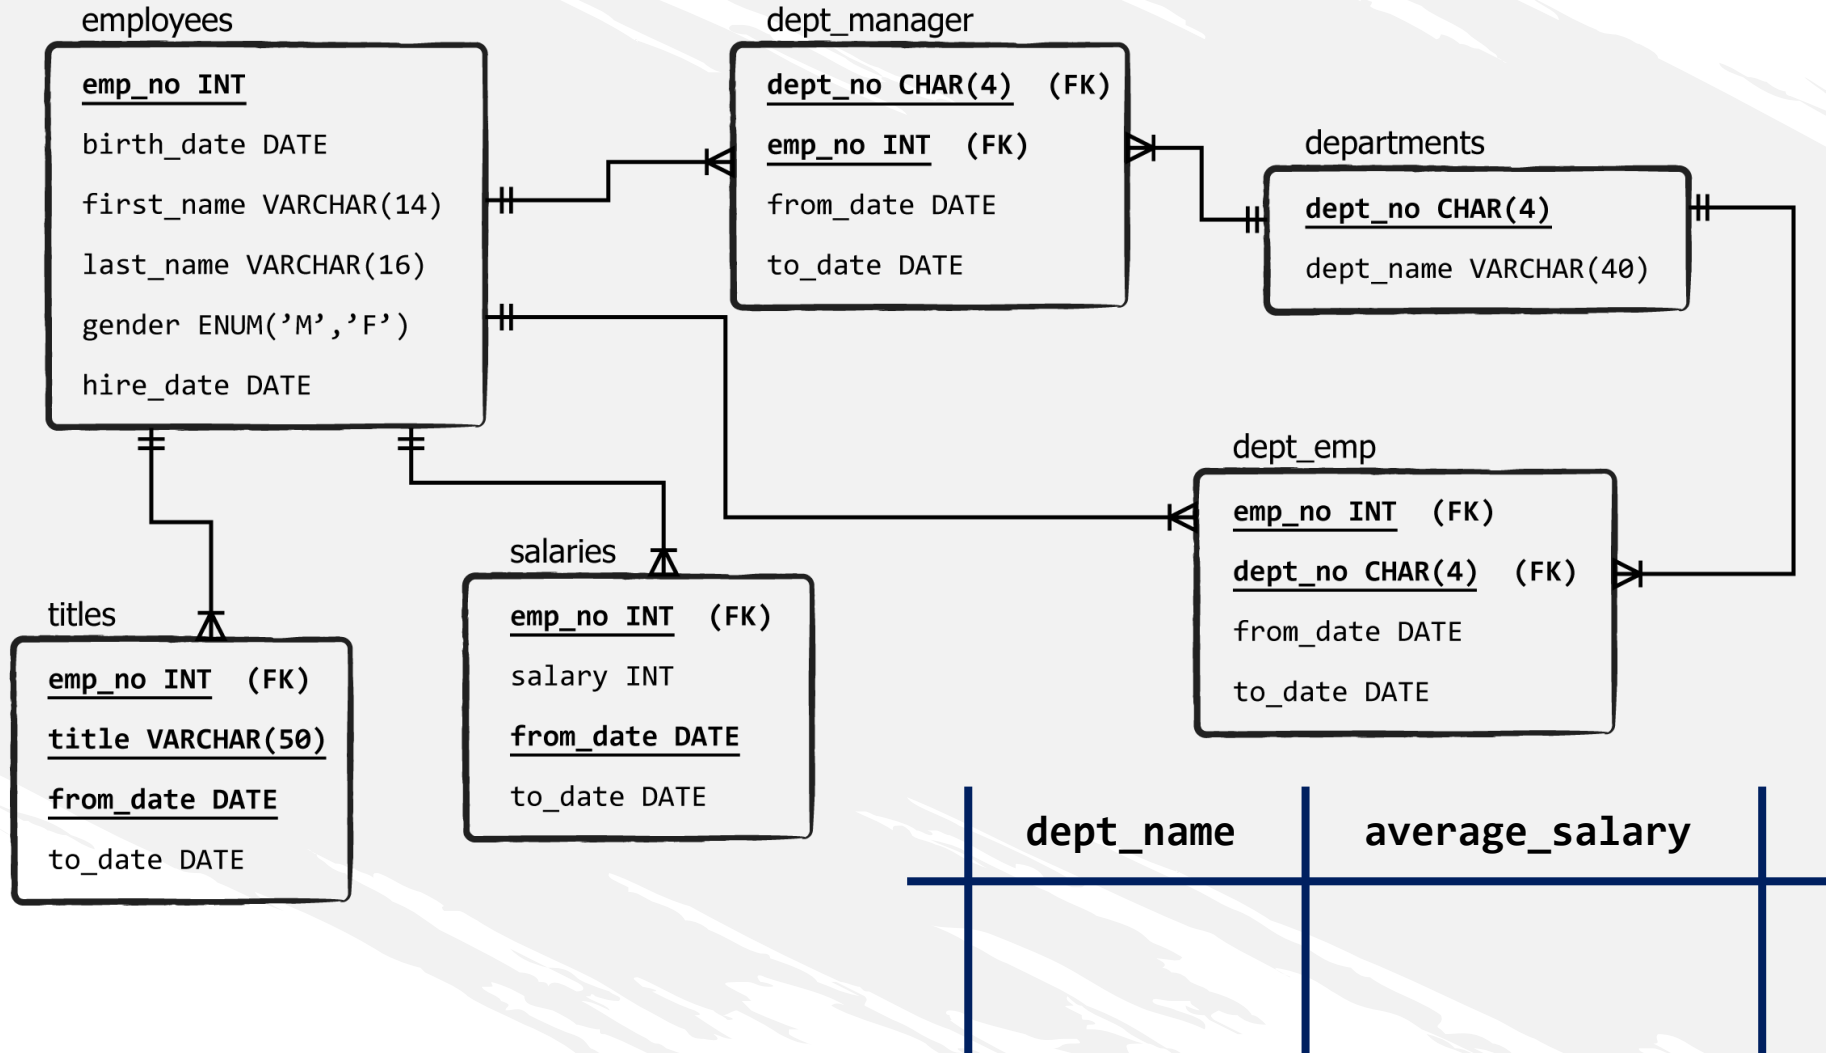 employees
emp_no INT
birth_date DATE
first_name VARCHAR(14)
last_name VARCHAR(16)
gender ENUM(’M’,’F’)
hire_date DATE
dept_manager
dept_no CHAR(4) (FK)
emp_no INT (FK)
from_date DATE
to_date DATE
departments
dept_no CHAR(4)
dept_name VARCHAR(40)
dept_emp
emp_no INT (FK)
dept_no CHAR(4) (FK)
from_date DATE
to_date DATE
salaries
emp_no INT (FK)
salary INT
from_date DATE
to_date DATE
titles
emp_no INT (FK)
title VARCHAR(50)
from_date DATE
to_date DATE
dept_name average_salary